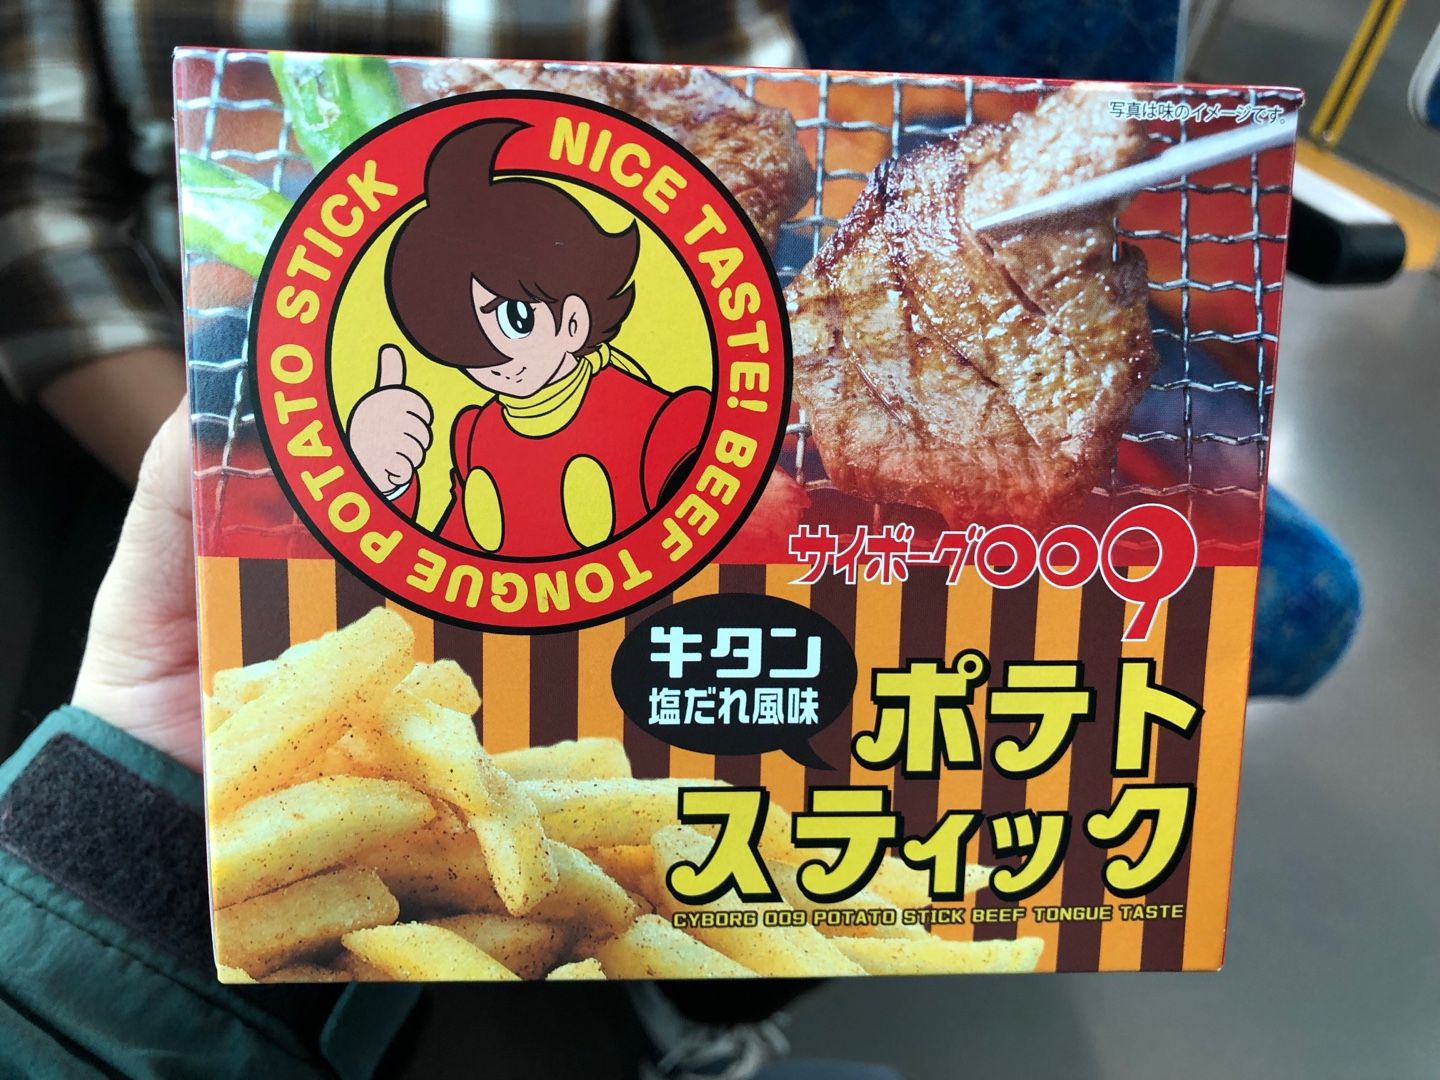 写真は味のイメージです。
NICE TASTE! BEEF TONGUE POTATO STICK
サイボーグ009
牛タン
塩だれ風味
ポテト
スティック
CYBORG 009 POTATO STICK BEEF TONGUE TASTE